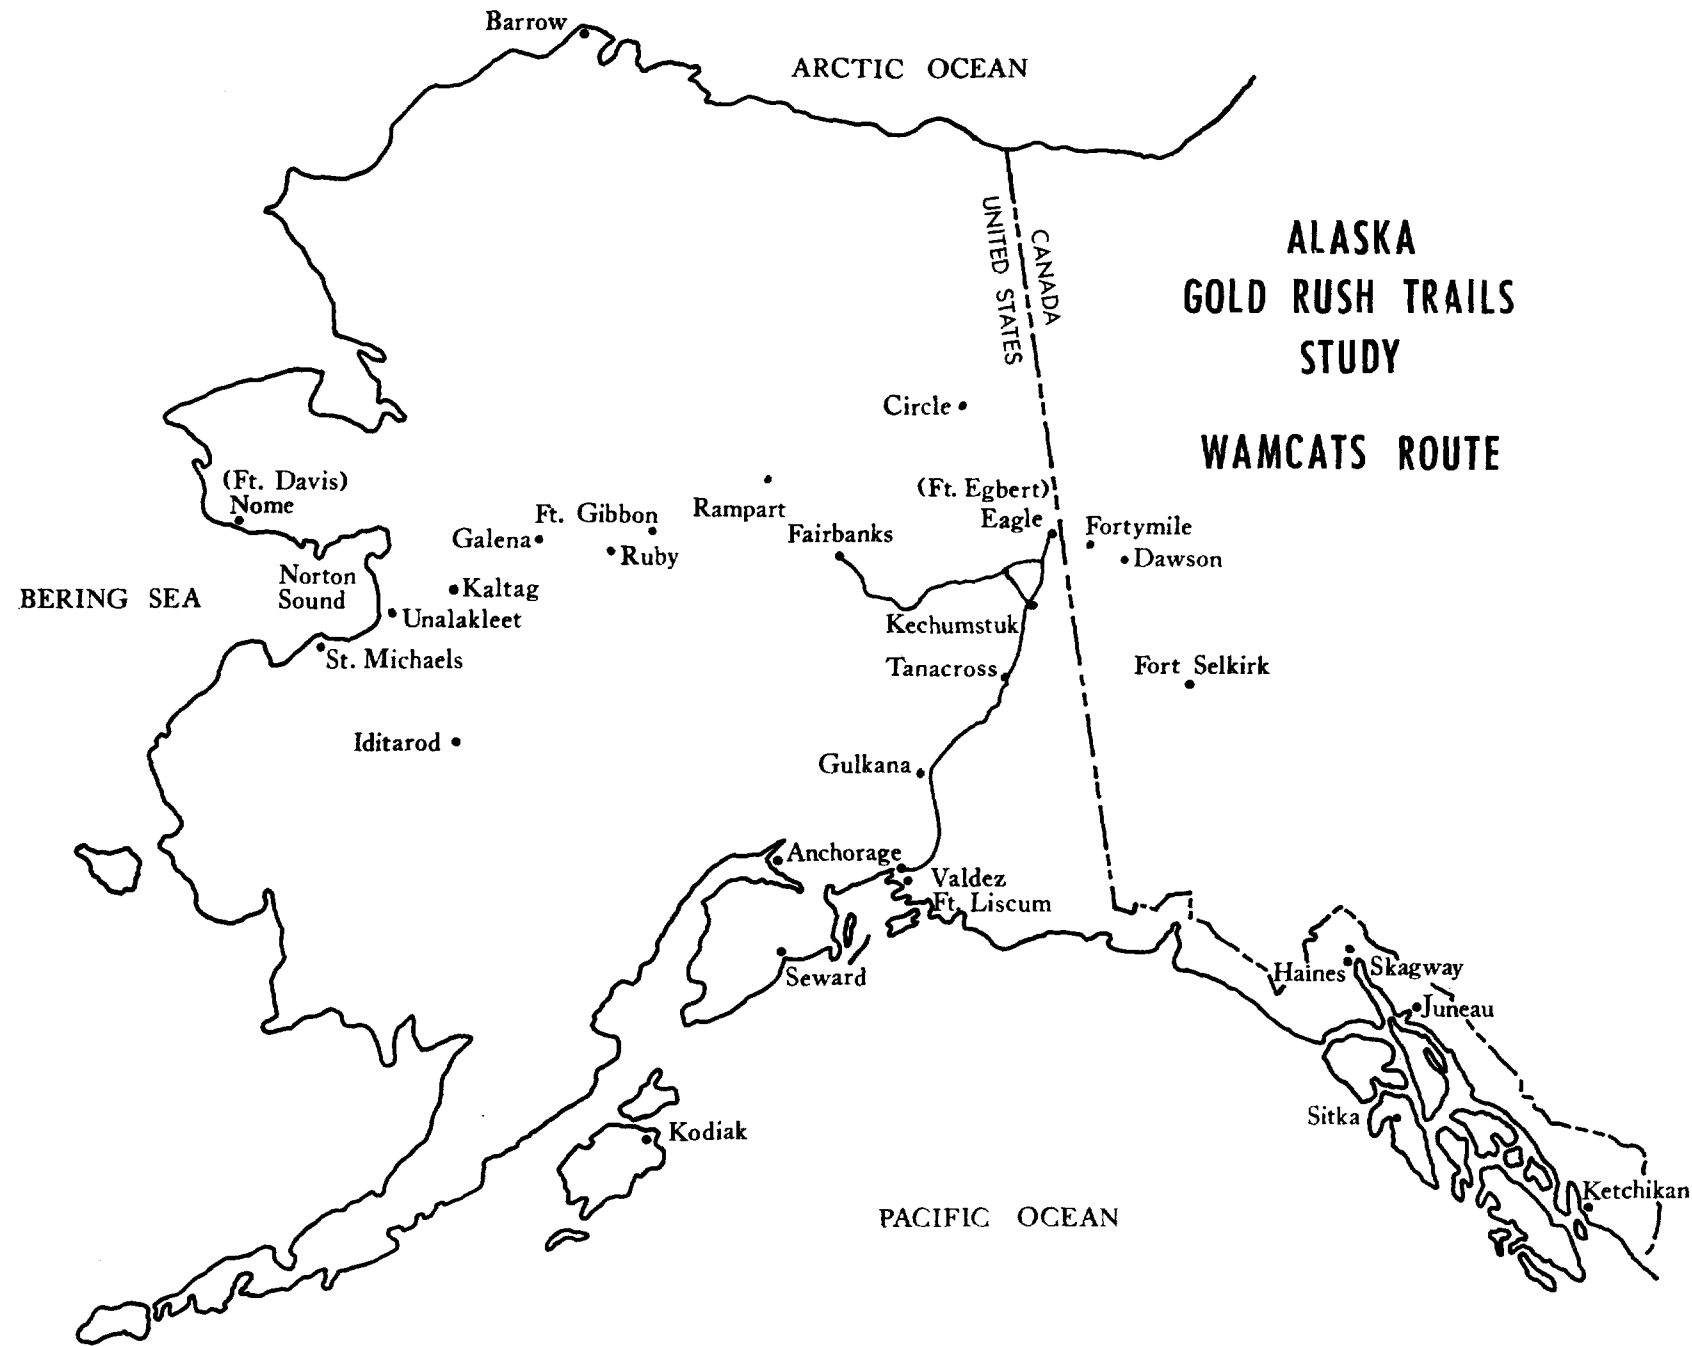 Barrow
ARCTIC OCEAN
UNITED STATES
CANADA
ALASKA
GOLD RUSH TRAILS
STUDY
WAMCATS ROUTE
Circle
(Ft. Davis)
Nome
(Ft. Egbert)
Eagle
Ft. Gibbon
Rampart
Galena
Ruby
Fairbanks
Fortymile
Dawson
Norton
Sound
Kaltag
BERING SEA
Unalakleet
Kechumstuk
St. Michaels
Tanacross
Fort Selkirk
Iditarod
Gulkana
Anchorage
Valdez
Ft. Liscum
Seward
Haines
Skagway
Juneau
Sitka
Kodiak
Ketchikan
PACIFIC OCEAN